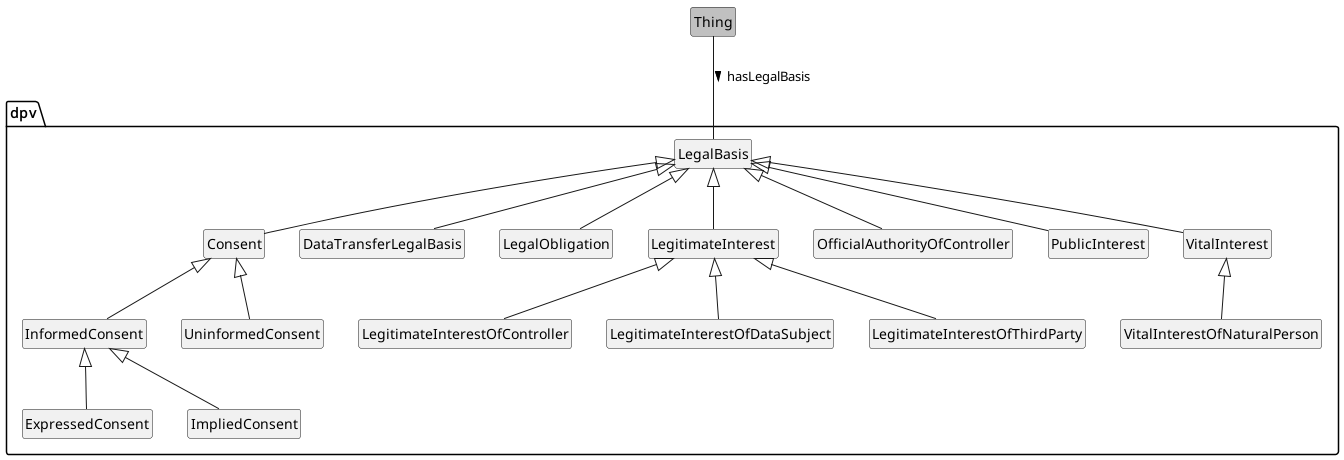 Thing
hasLegalBasis
dpv
LegalBasis
Consent
DataTransferLegalBasis
LegalObligation
LegitimateInterest
OfficialAuthorityOfController
PublicInterest
VitalInterest
InformedConsent
UninformedConsent
LegitimateInterestOfController
LegitimateInterestOfDataSubject
LegitimateInterestOfThirdParty
VitalInterestOfNaturalPerson
ExpressedConsent
ImpliedConsent